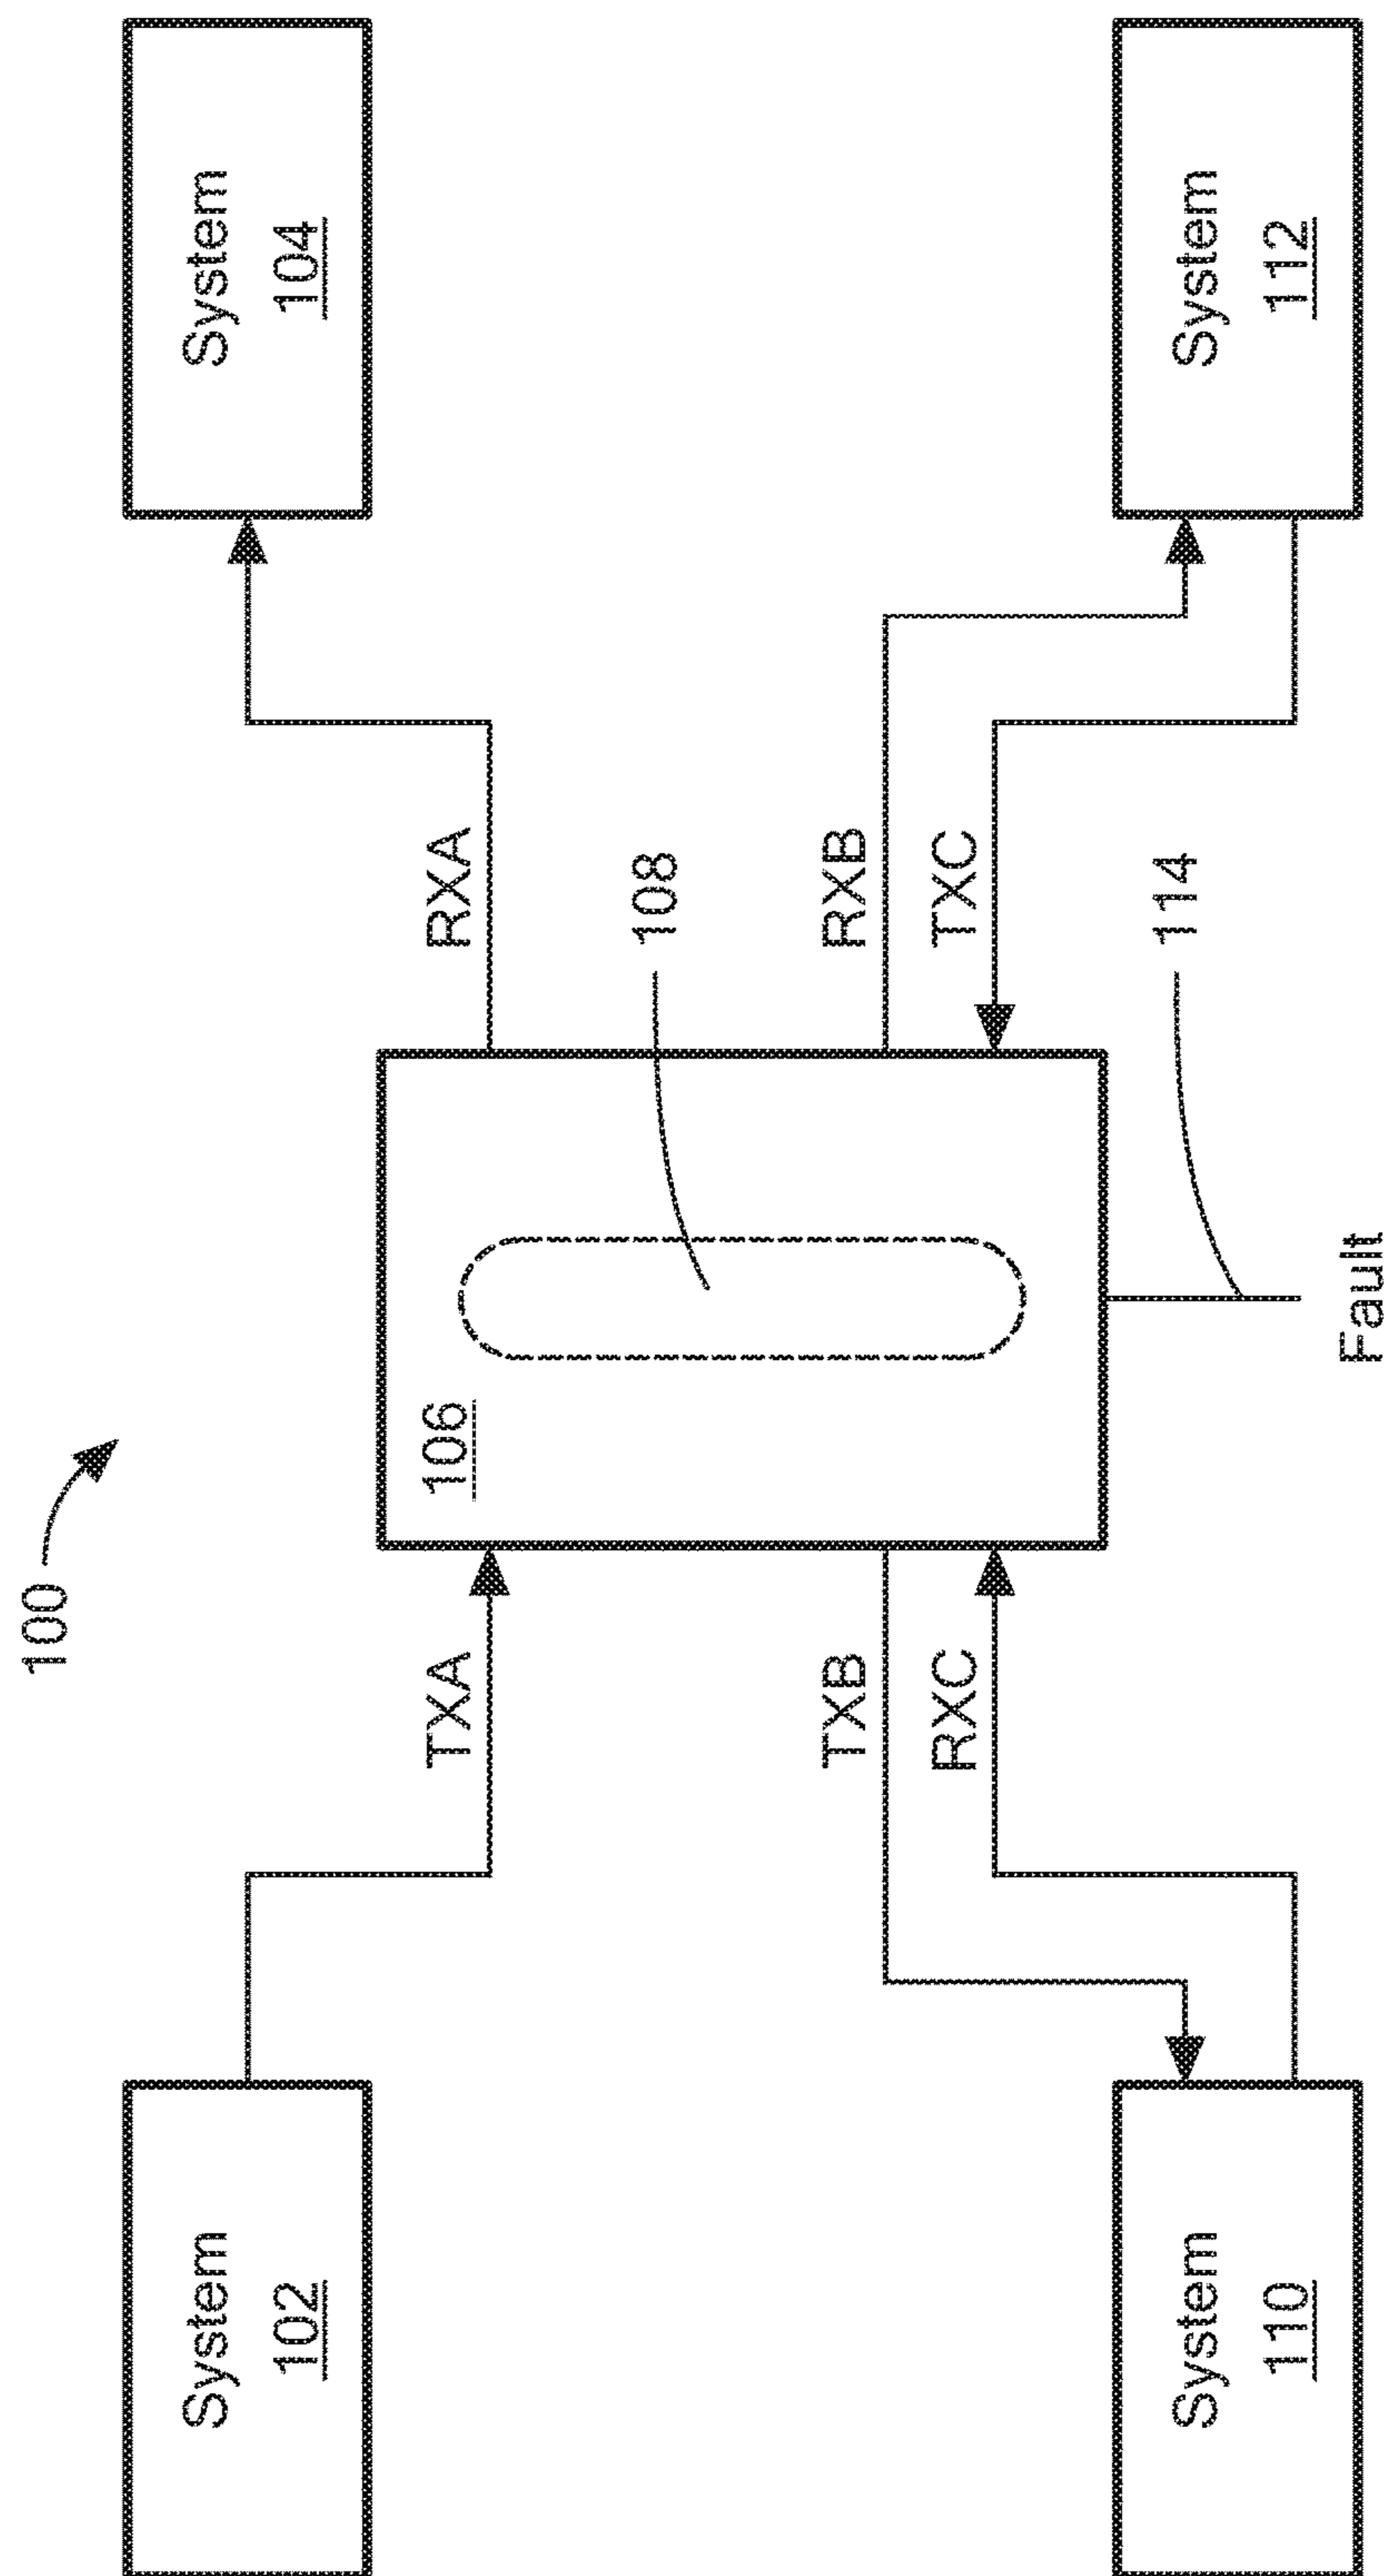 100
System
102
System
104
TXA
RXA
106
108
TXB
RXB
RXC
TXC
System
110
114
System
112
Fault